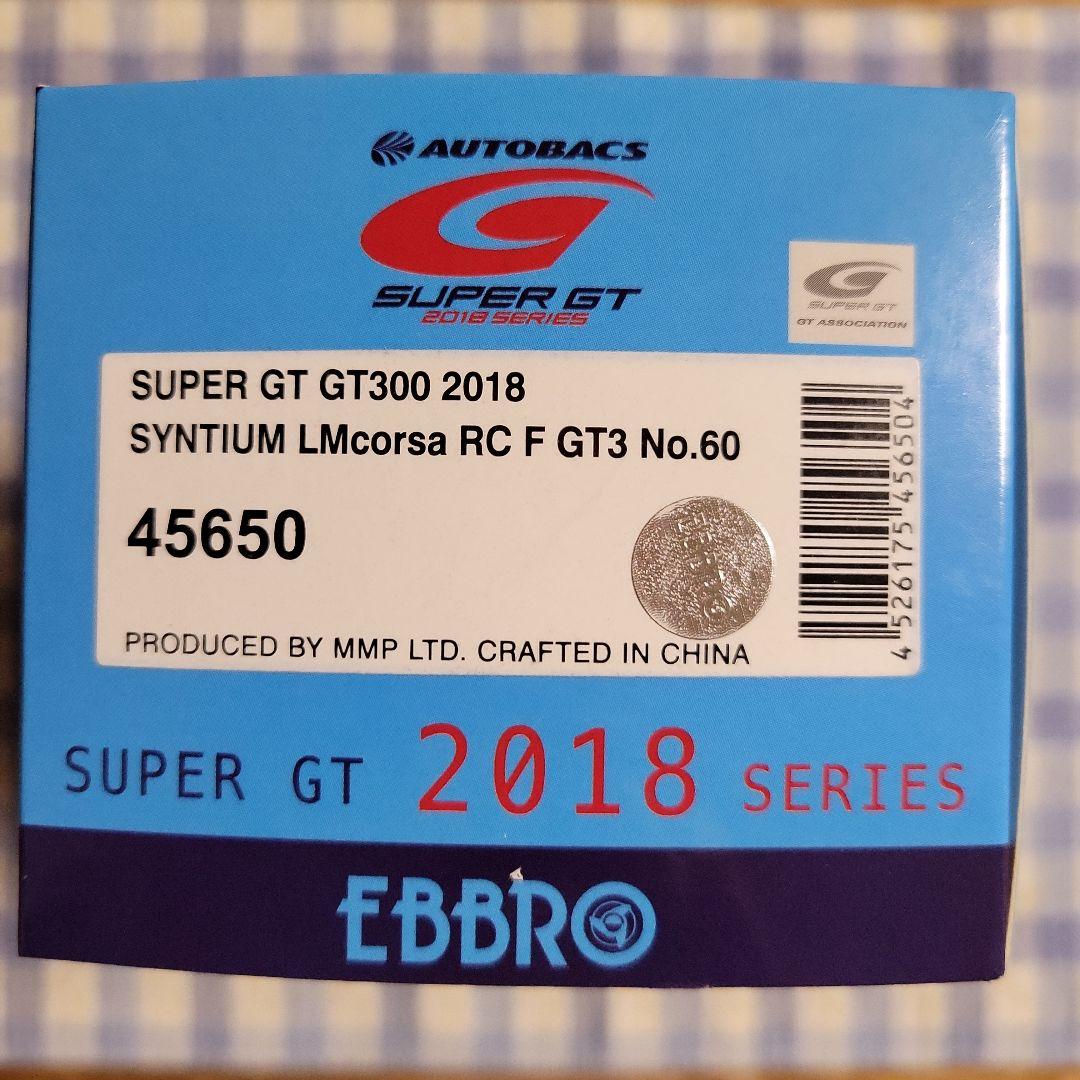 AUTOBACS
SUPER GT
2018 SERIES
SUPER GT
GT ASSOCIATION
SUPER GT GT300 2018
SYNTIUM LMcorsa RC F GT3 No.60
45650
4 526175 456504
PRODUCED BY MMP LTD. CRAFTED IN CHINA
SUPER GT 2018 SERIES
EBBRO